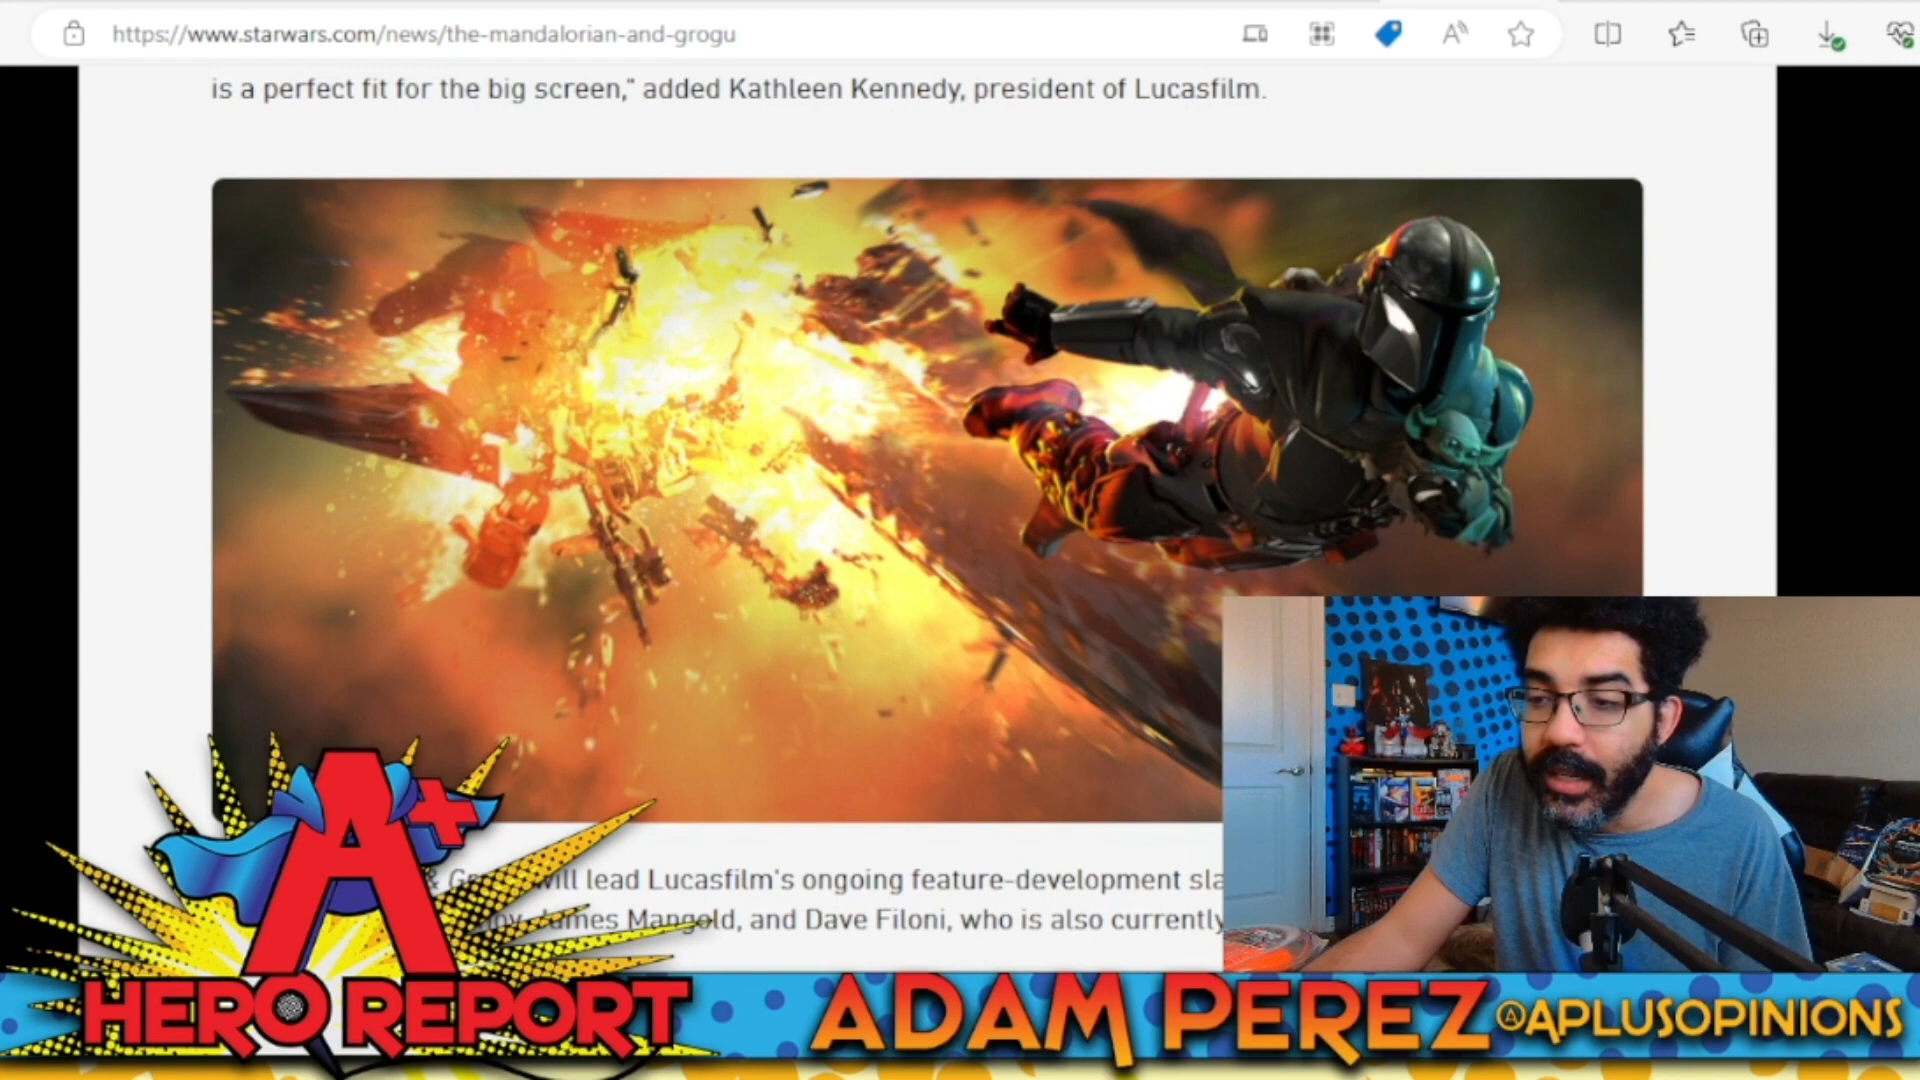 https://www.starwars.com/news/the-mandalorian-and-grogu
is a perfect fit for the big screen," added Kathleen Kennedy, president of Lucasfilm.
& will lead Lucasfilm's ongoing feature-development
James Mangold, and Dave Filoni, who is also currently
A+
HERO REPORT
ADAM PEREZ
@APLUSOPINIONS